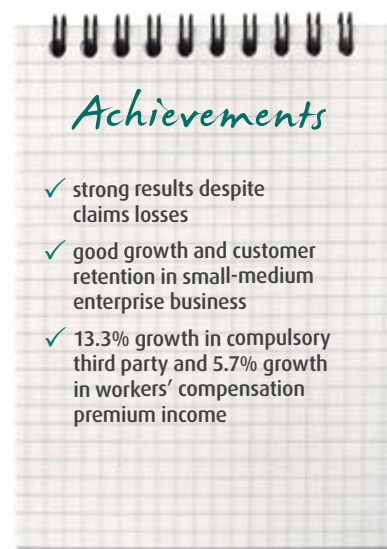 Achievements
✓ strong results despite
claims losses
✓ good growth and customer
retention in small-medium
enterprise business
✓ 13.3% growth in compulsory
third party and 5.7% growth
in workers' compensation
premium income